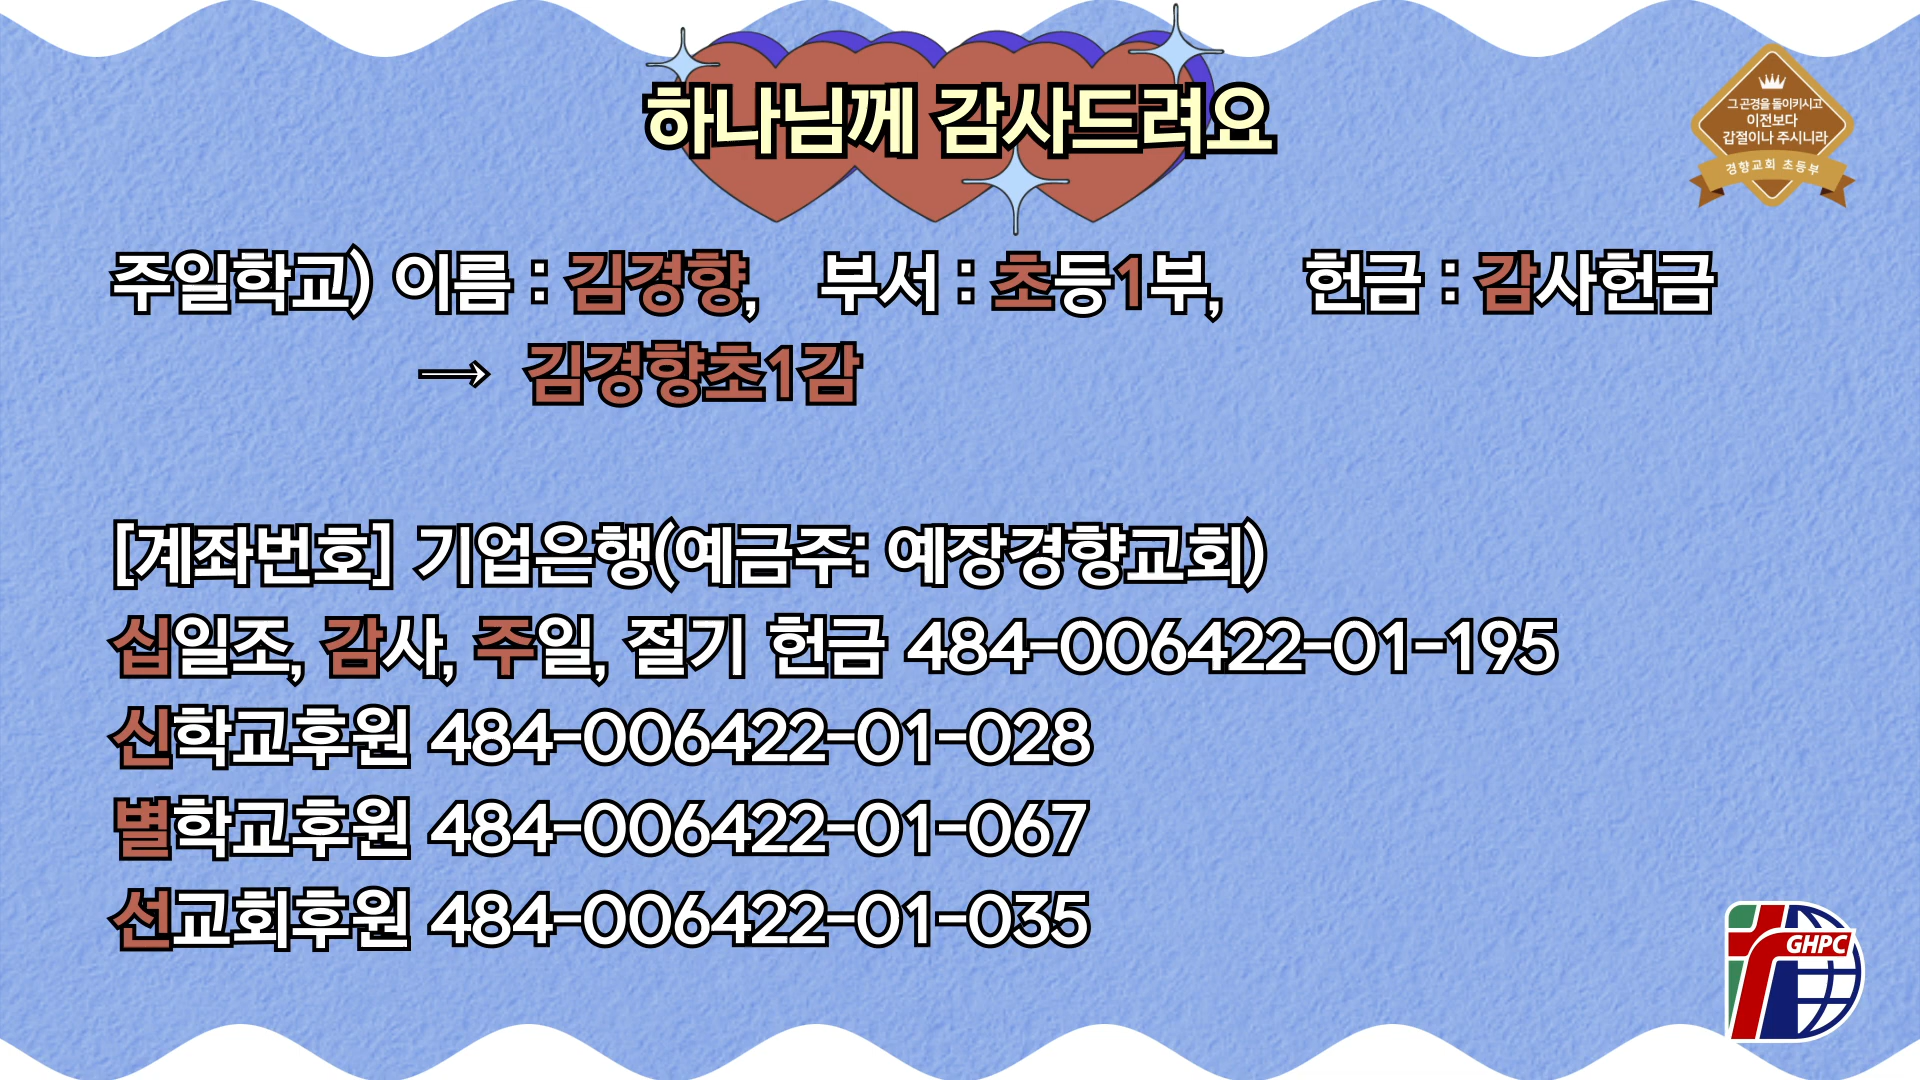 하나님께 감사드려요
그 곤경을 돌이키시고
이전보다
갑절이나 주시니라
경향교회 초등부
주일학교) 이름 : 김경향, 부서 : 초등1부, 헌금 : 감사헌금
→ 김경향초1감
[계좌번호] 기업은행(예금주: 예장경향교회)
십일조, 감사, 주일, 절기 헌금 484-006422-01-195
신학교후원 484-006422-01-028
별학교후원 484-006422-01-067
선교회후원 484-006422-01-035
GHPC